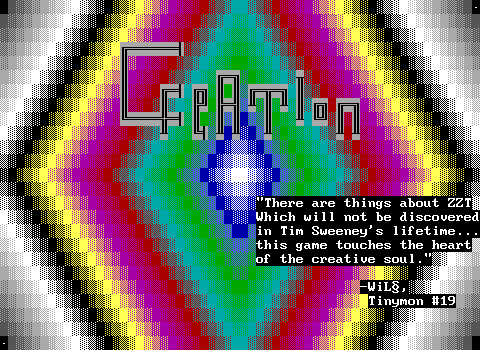 Creation
"There are things about ZZT
Which will not be discovered
in Tim Sweeney's lifetime...
this game touches the heart
of the creative soul."
-WiL§,
Tinymon #19